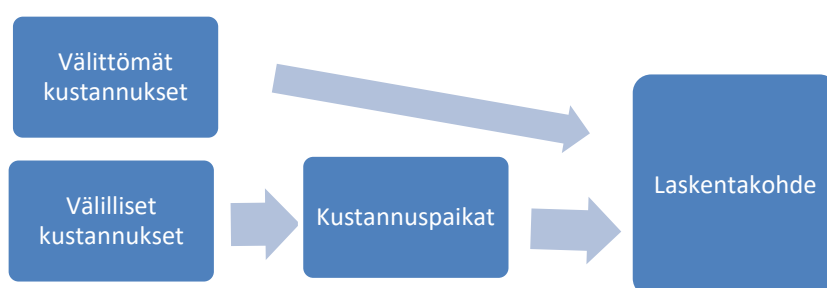 Välittömät
kustannukset
Välilliset
kustannukset
Kustannuspaikat
Laskentakohde